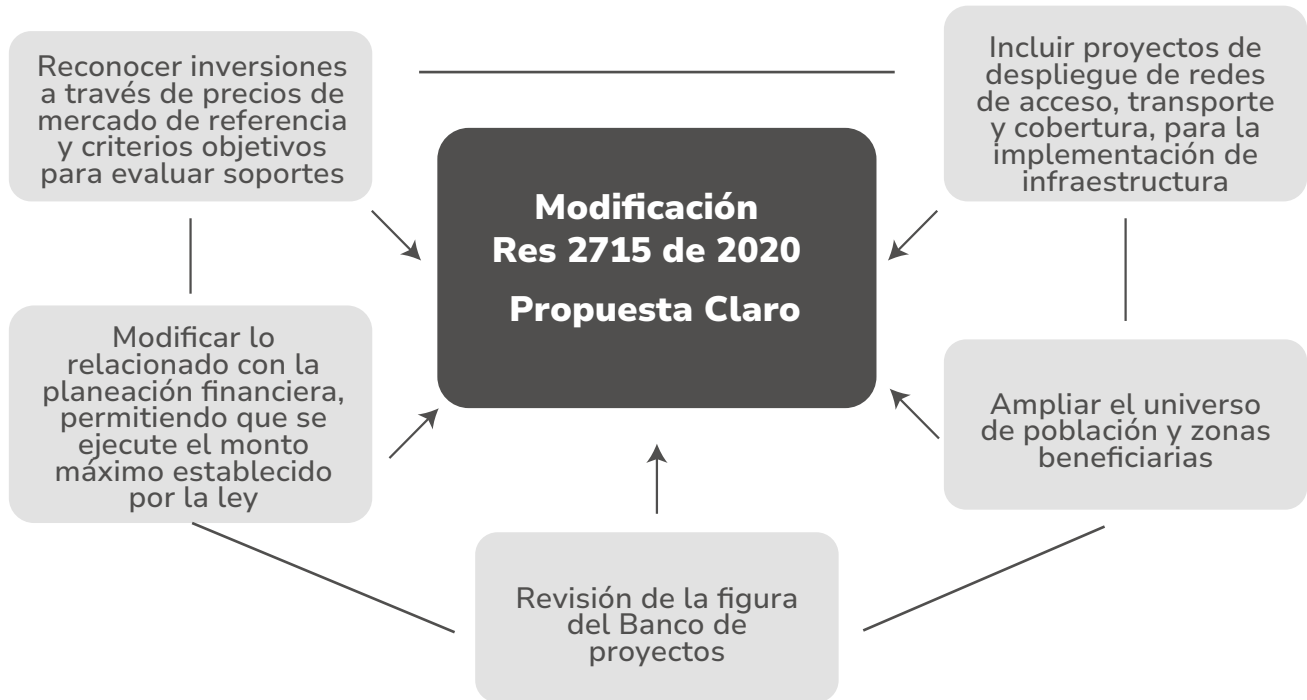 Reconocer inversiones
a través de precios de
mercado de referencia
y criterios objetivos
para evaluar soportes
Incluir proyectos de
despliegue de redes
de acceso, transporte
y cobertura, para la
implementación de
infraestructura
Modificación
Res 2715 de 2020
Propuesta Claro
Modificar lo
relacionado con la
planeación financiera,
permitiendo que se
ejecute el monto
máximo establecido
por la ley
Ampliar el universo
de población y zonas
beneficiarias
Revisión de la figura
del Banco de
proyectos